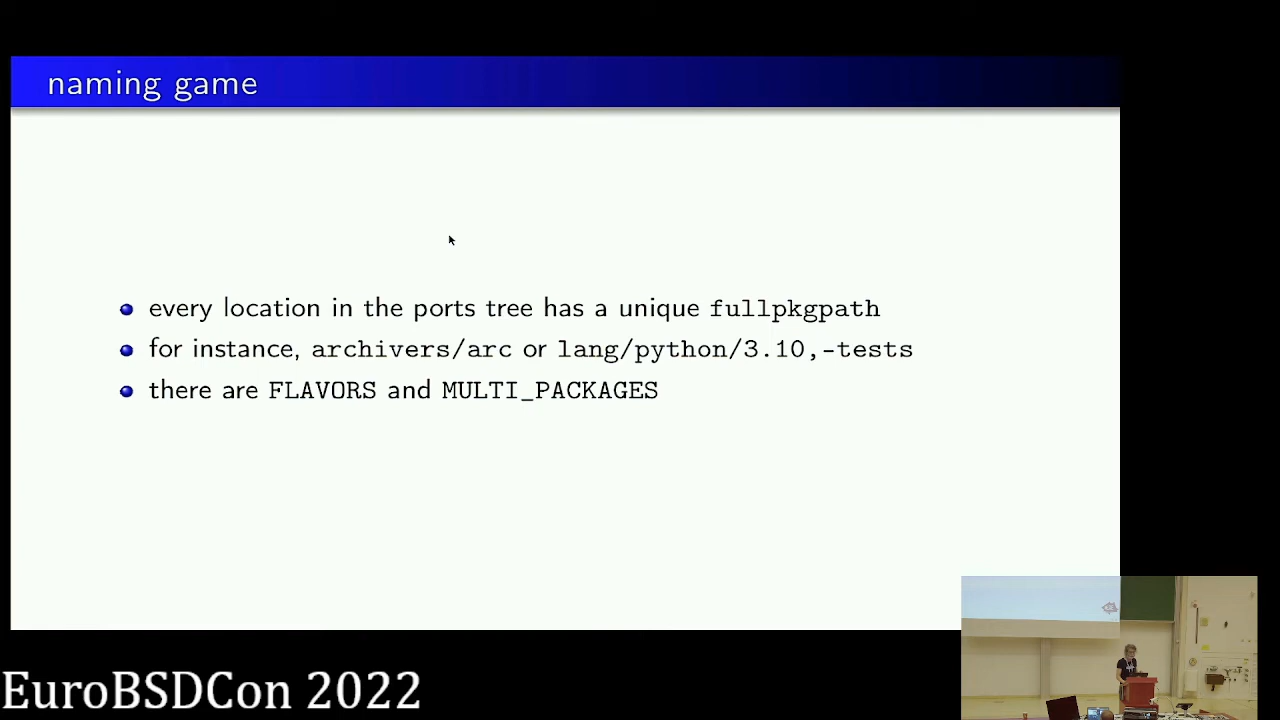 naming game
every location in the ports tree has a unique fullpkgpath
for instance, archivers/arc or lang/python/3.10,-tests
there are FLAVORS and MULTI_PACKAGES
EuroBSDCon 2022